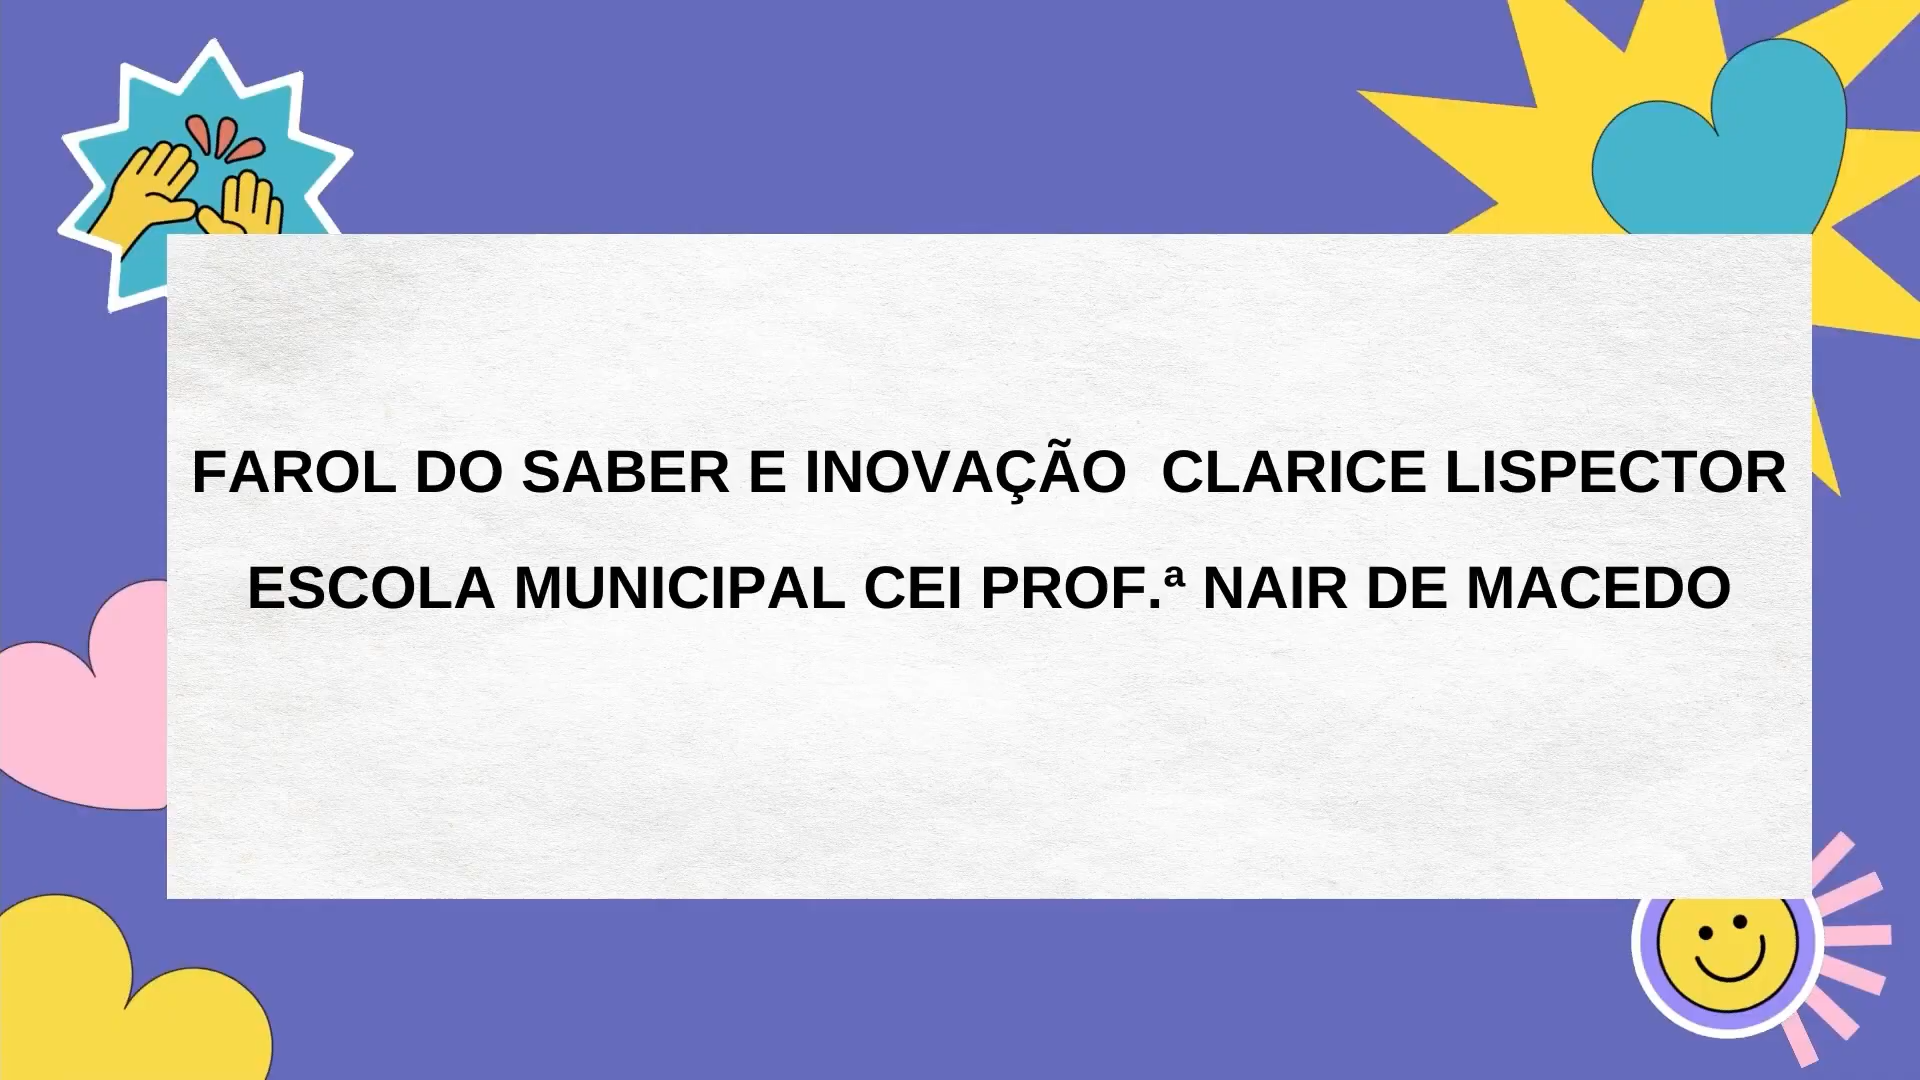 FAROL DO SABER E INOVAÇÃO  CLARICE LISPECTOR
ESCOLA MUNICIPAL CEI PROF.ª NAIR DE MACEDO